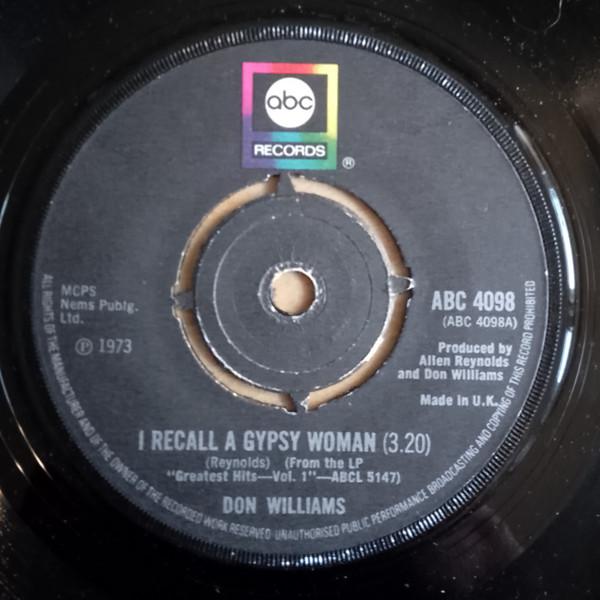 abc
RECORDS
®
MCPS
Nems Publg.
Ltd.
℗ 1973
ABC 4098
(ABC 4098A)
Produced by
Allen Reynolds
and Don Williams
Made in U.K.
I RECALL A GYPSY WOMAN (3.20)
(Reynolds) (From the LP
"Greatest Hits—Vol. 1"—ABCL 5147)
DON WILLIAMS
ALL RIGHTS OF THE MANUFACTURER AND OF THE OWNER OF THE RECORDED WORK RESERVED UNAUTHORISED PUBLIC PERFORMANCE BROADCASTING AND COPYING OF THIS RECORD PROHIBITED